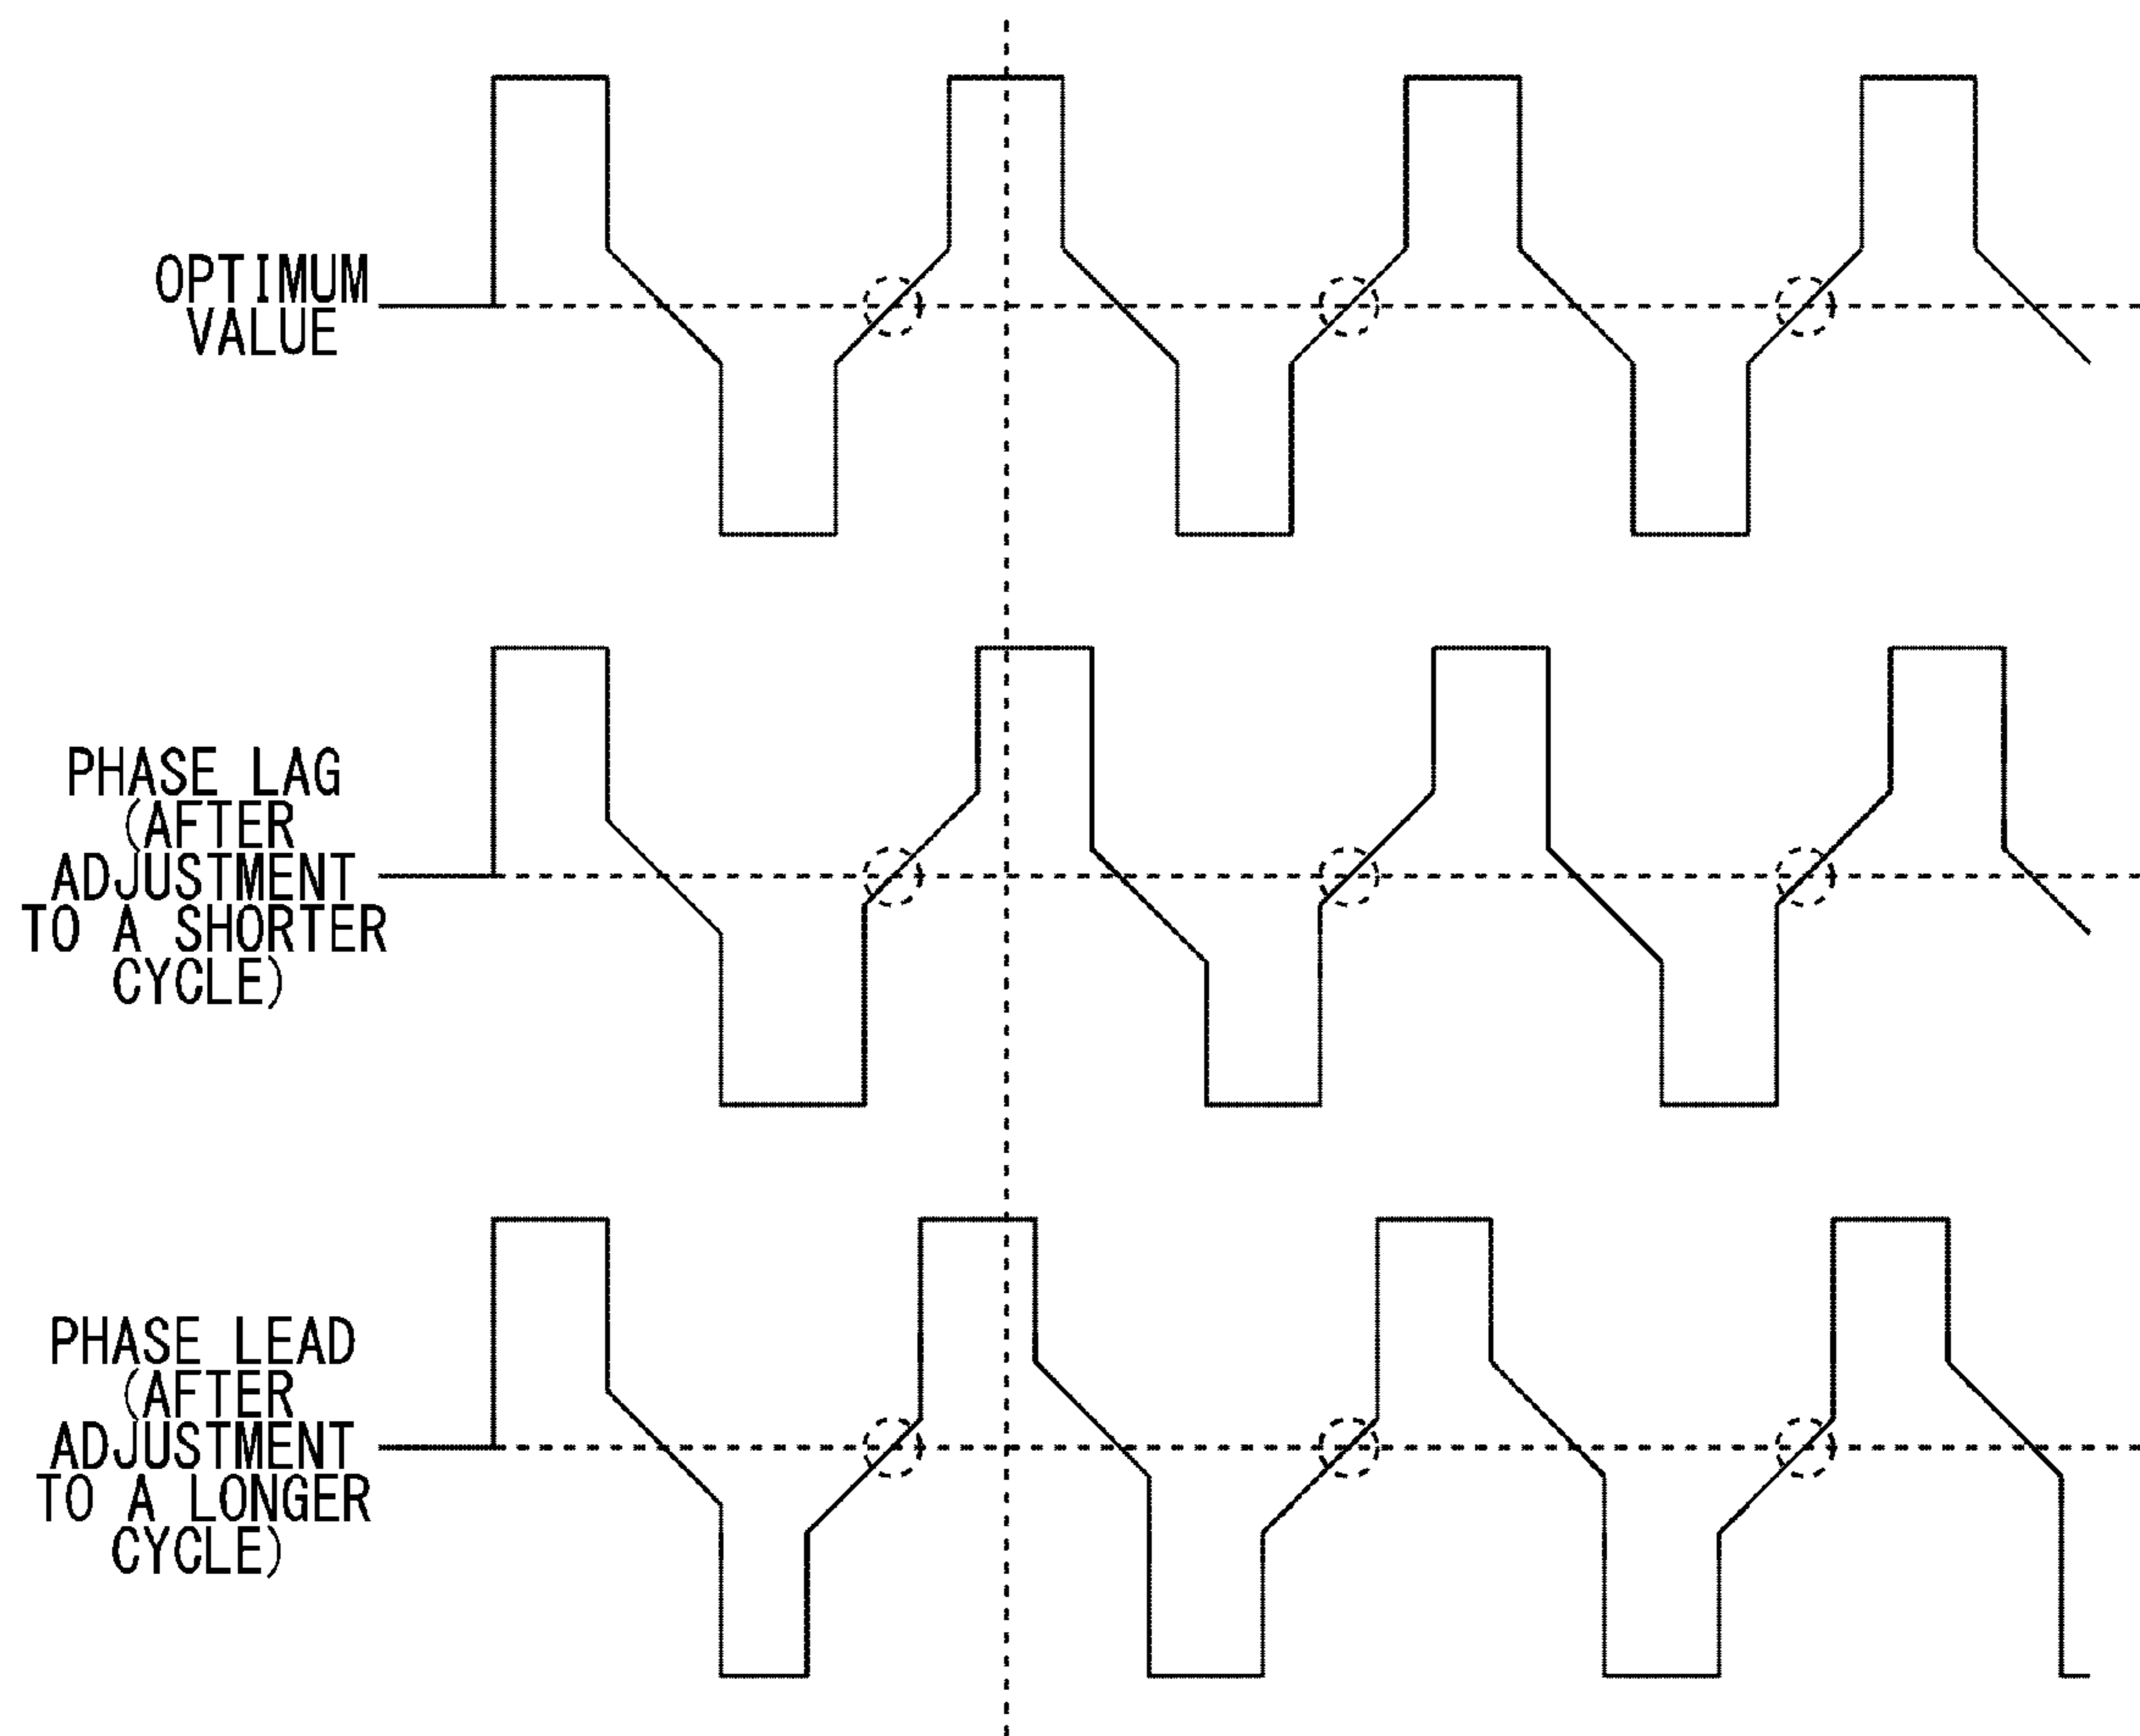 OPTIMUM
VALUE
PHASE LAG
(AFTER
ADJUSTMENT
TO A SHORTER
CYCLE)
PHASE LEAD
(AFTER
ADJUSTMENT
TO A LONGER
CYCLE)